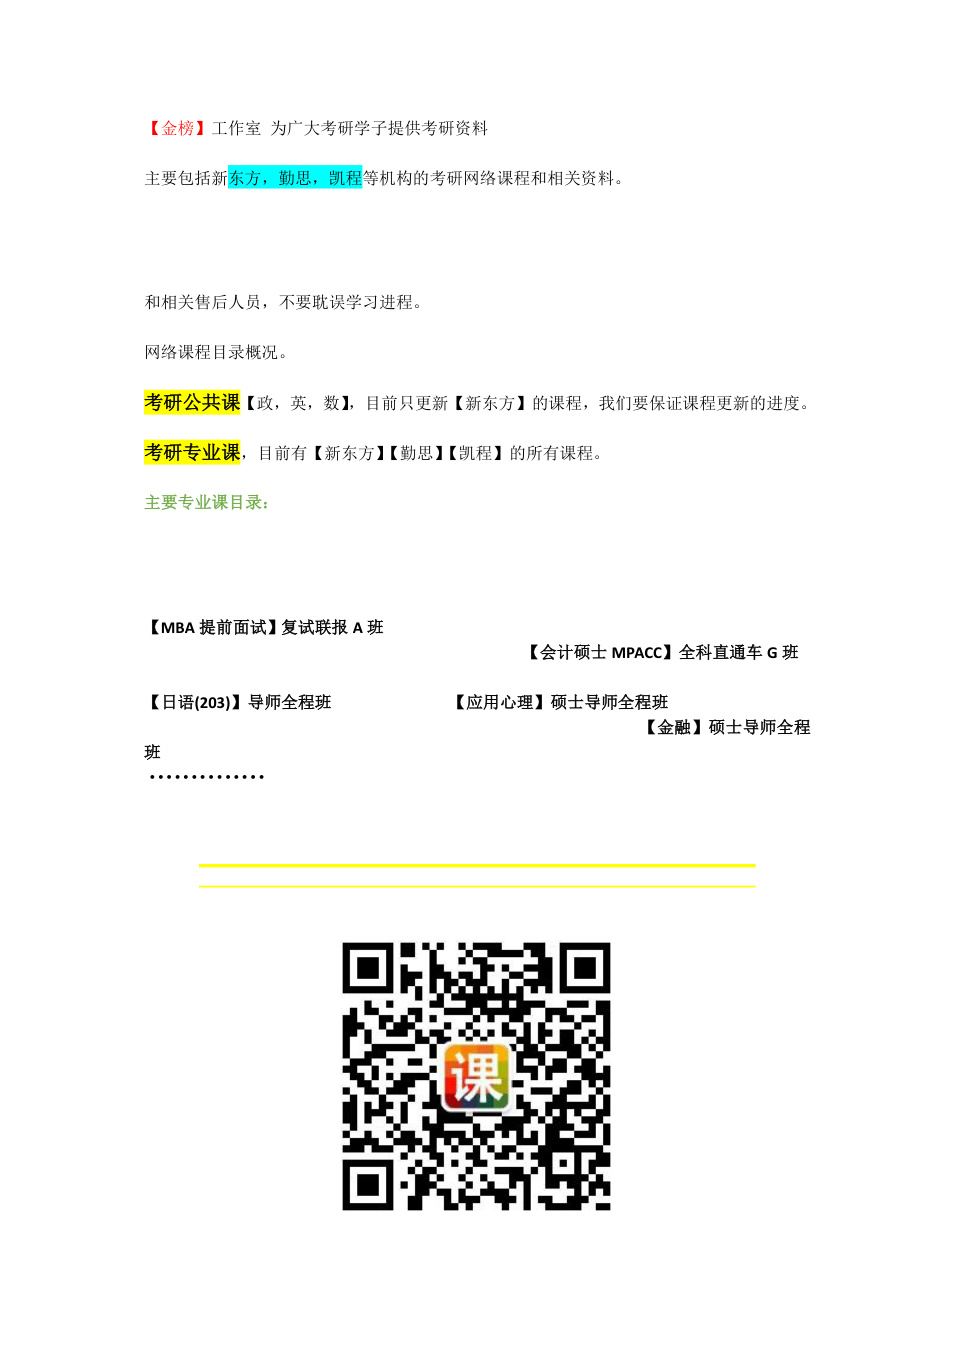 【金榜】工作室 为广大考研学子提供考研资料
主要包括新东方，勤思，凯程等机构的考研网络课程和相关资料。
和相关售后人员，不要耽误学习进程。
网络课程目录概况。
考研公共课【政，英，数】，目前只更新【新东方】的课程，我们要保证课程更新的进度。
考研专业课，目前有【新东方】【勤思】【凯程】的所有课程。
主要专业课目录：
【MBA 提前面试】复试联报 A 班
【会计硕士 MPACC】全科直通车 G 班
【日语(203)】导师全程班 【应用心理】硕士导师全程班
【金融】硕士导师全程
班
••••••••••••••
课